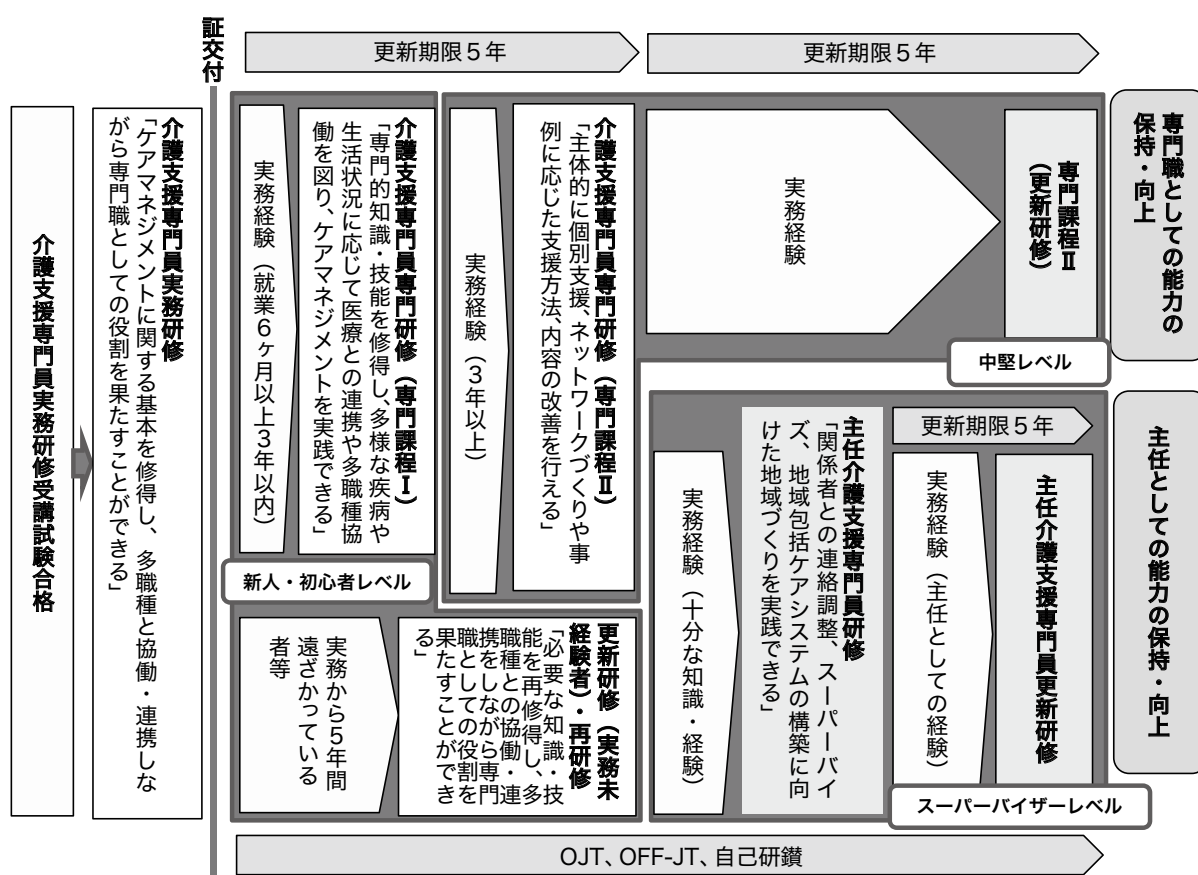 証交付
更新期限５年
更新期限５年
介護支援専門員実務研修受講試験合格
介護支援専門員実務研修
「ケアマネジメントに関する基本を修得し、多職種と協働・連携しな
がら専門職としての役割を果たすことができる」
実務経験（就業６ヶ月以上３年以内）
介護支援専門員専門研修（専門課程Ⅰ）
「専門的知識・技能を修得し、多様な疾病や
生活状況に応じて医療との連携や多職種協
働を図り、ケアマネジメントを実践できる」
新人・初心者レベル
実務経験（３年以上）
介護支援専門員専門研修（専門課程Ⅱ）
「主体的に個別支援、ネットワークづくりや事
例に応じた支援方法、内容の改善を行える」
実務経験
専門課程Ⅱ
（更新研修）
中堅レベル
専門職としての能力の
保持・向上
実務から５年間
遠ざかっている
者等
更新研修（実務未
経験者）・再研修
「必要な知識・技
能を再修得し、多
職種との協働・連
携をしながら専門
職としての役割を
果たすことができ
る」
実務経験（十分な知識・経験）
主任介護支援専門員研修
「関係者との連絡調整、スーパーバイ
ズ、地域包括ケアシステムの構築に向
けた地域づくりを実践できる」
更新期限５年
実務経験（主任としての経験）
主任介護支援専門員更新研修
スーパーバイザーレベル
主任としての能力の保持・向上
OJT、OFF-JT、自己研鑚